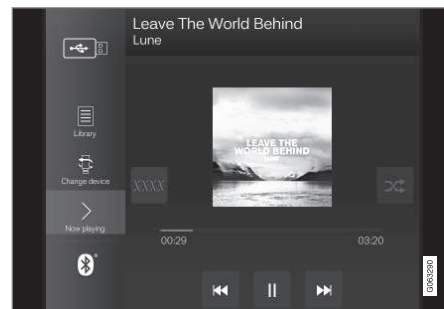 Leave The World Behind
Lune
Library
Change device
Now playing
LEAVE THE
WORLD BEHIND
LUNE
XXXX
00:29
03:20
G063290